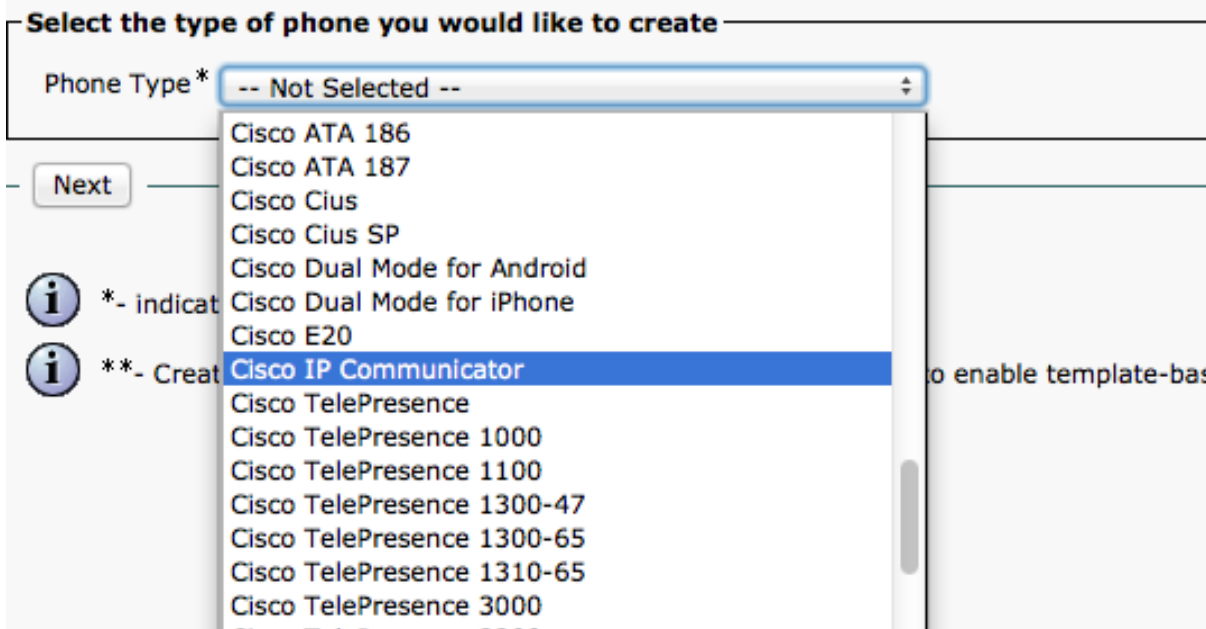 Select the type of phone you would like to create
Phone Type* -- Not Selected --
Cisco ATA 186
Cisco ATA 187
Next
Cisco Cius
Cisco Cius SP
Cisco Dual Mode for Android
*- indicat Cisco Dual Mode for iPhone
Cisco E20
**- Creat Cisco IP Communicator o enable template-bas
Cisco TelePresence
Cisco TelePresence 1000
Cisco TelePresence 1100
Cisco TelePresence 1300-47
Cisco TelePresence 1300-65
Cisco TelePresence 1310-65
Cisco TelePresence 3000